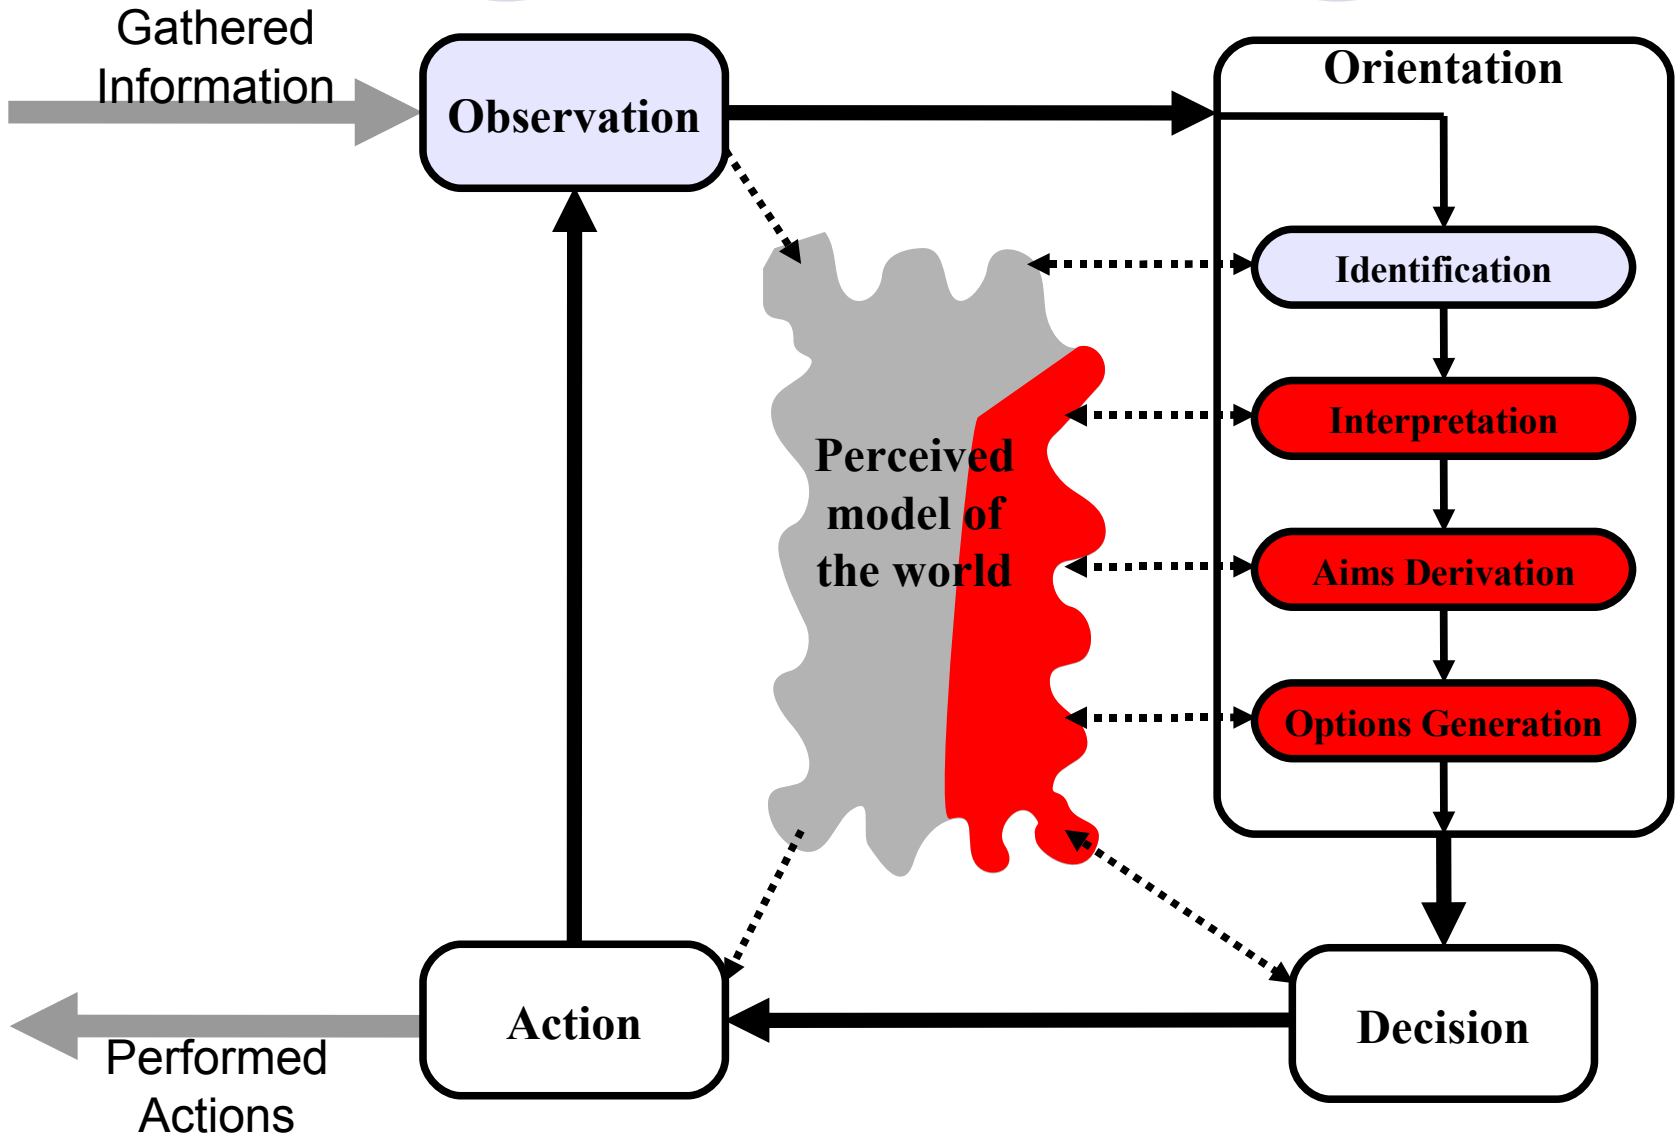 Gathered
Information
Observation
Orientation
Identification
Interpretation
Perceived
model of
the world
Aims Derivation
Options Generation
Action
Decision
Performed
Actions